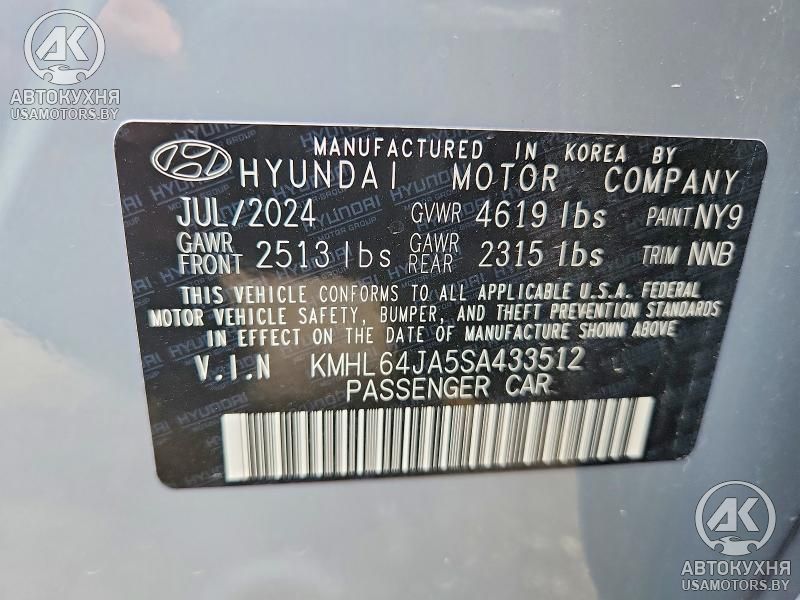 АК
АВТОКУХНЯ
USAMOTORS.BY
MANUFACTURED IN KOREA BY
HYUNDAI MOTOR COMPANY
JUL/2024 GVWR 4619 lbs PAINT NY9
GAWR FRONT 2513 lbs GAWR REAR 2315 lbs TRIM NNB
THIS VEHICLE CONFORMS TO ALL APPLICABLE U.S.A. FEDERAL
MOTOR VEHICLE SAFETY, BUMPER, AND THEFT PREVENTION STANDARDS
IN EFFECT ON THE DATE OF MANUFACTURE SHOWN ABOVE
V.I.N KMHL64JA5SA433512
PASSENGER CAR
АК
АВТОКУХНЯ
USAMOTORS.BY